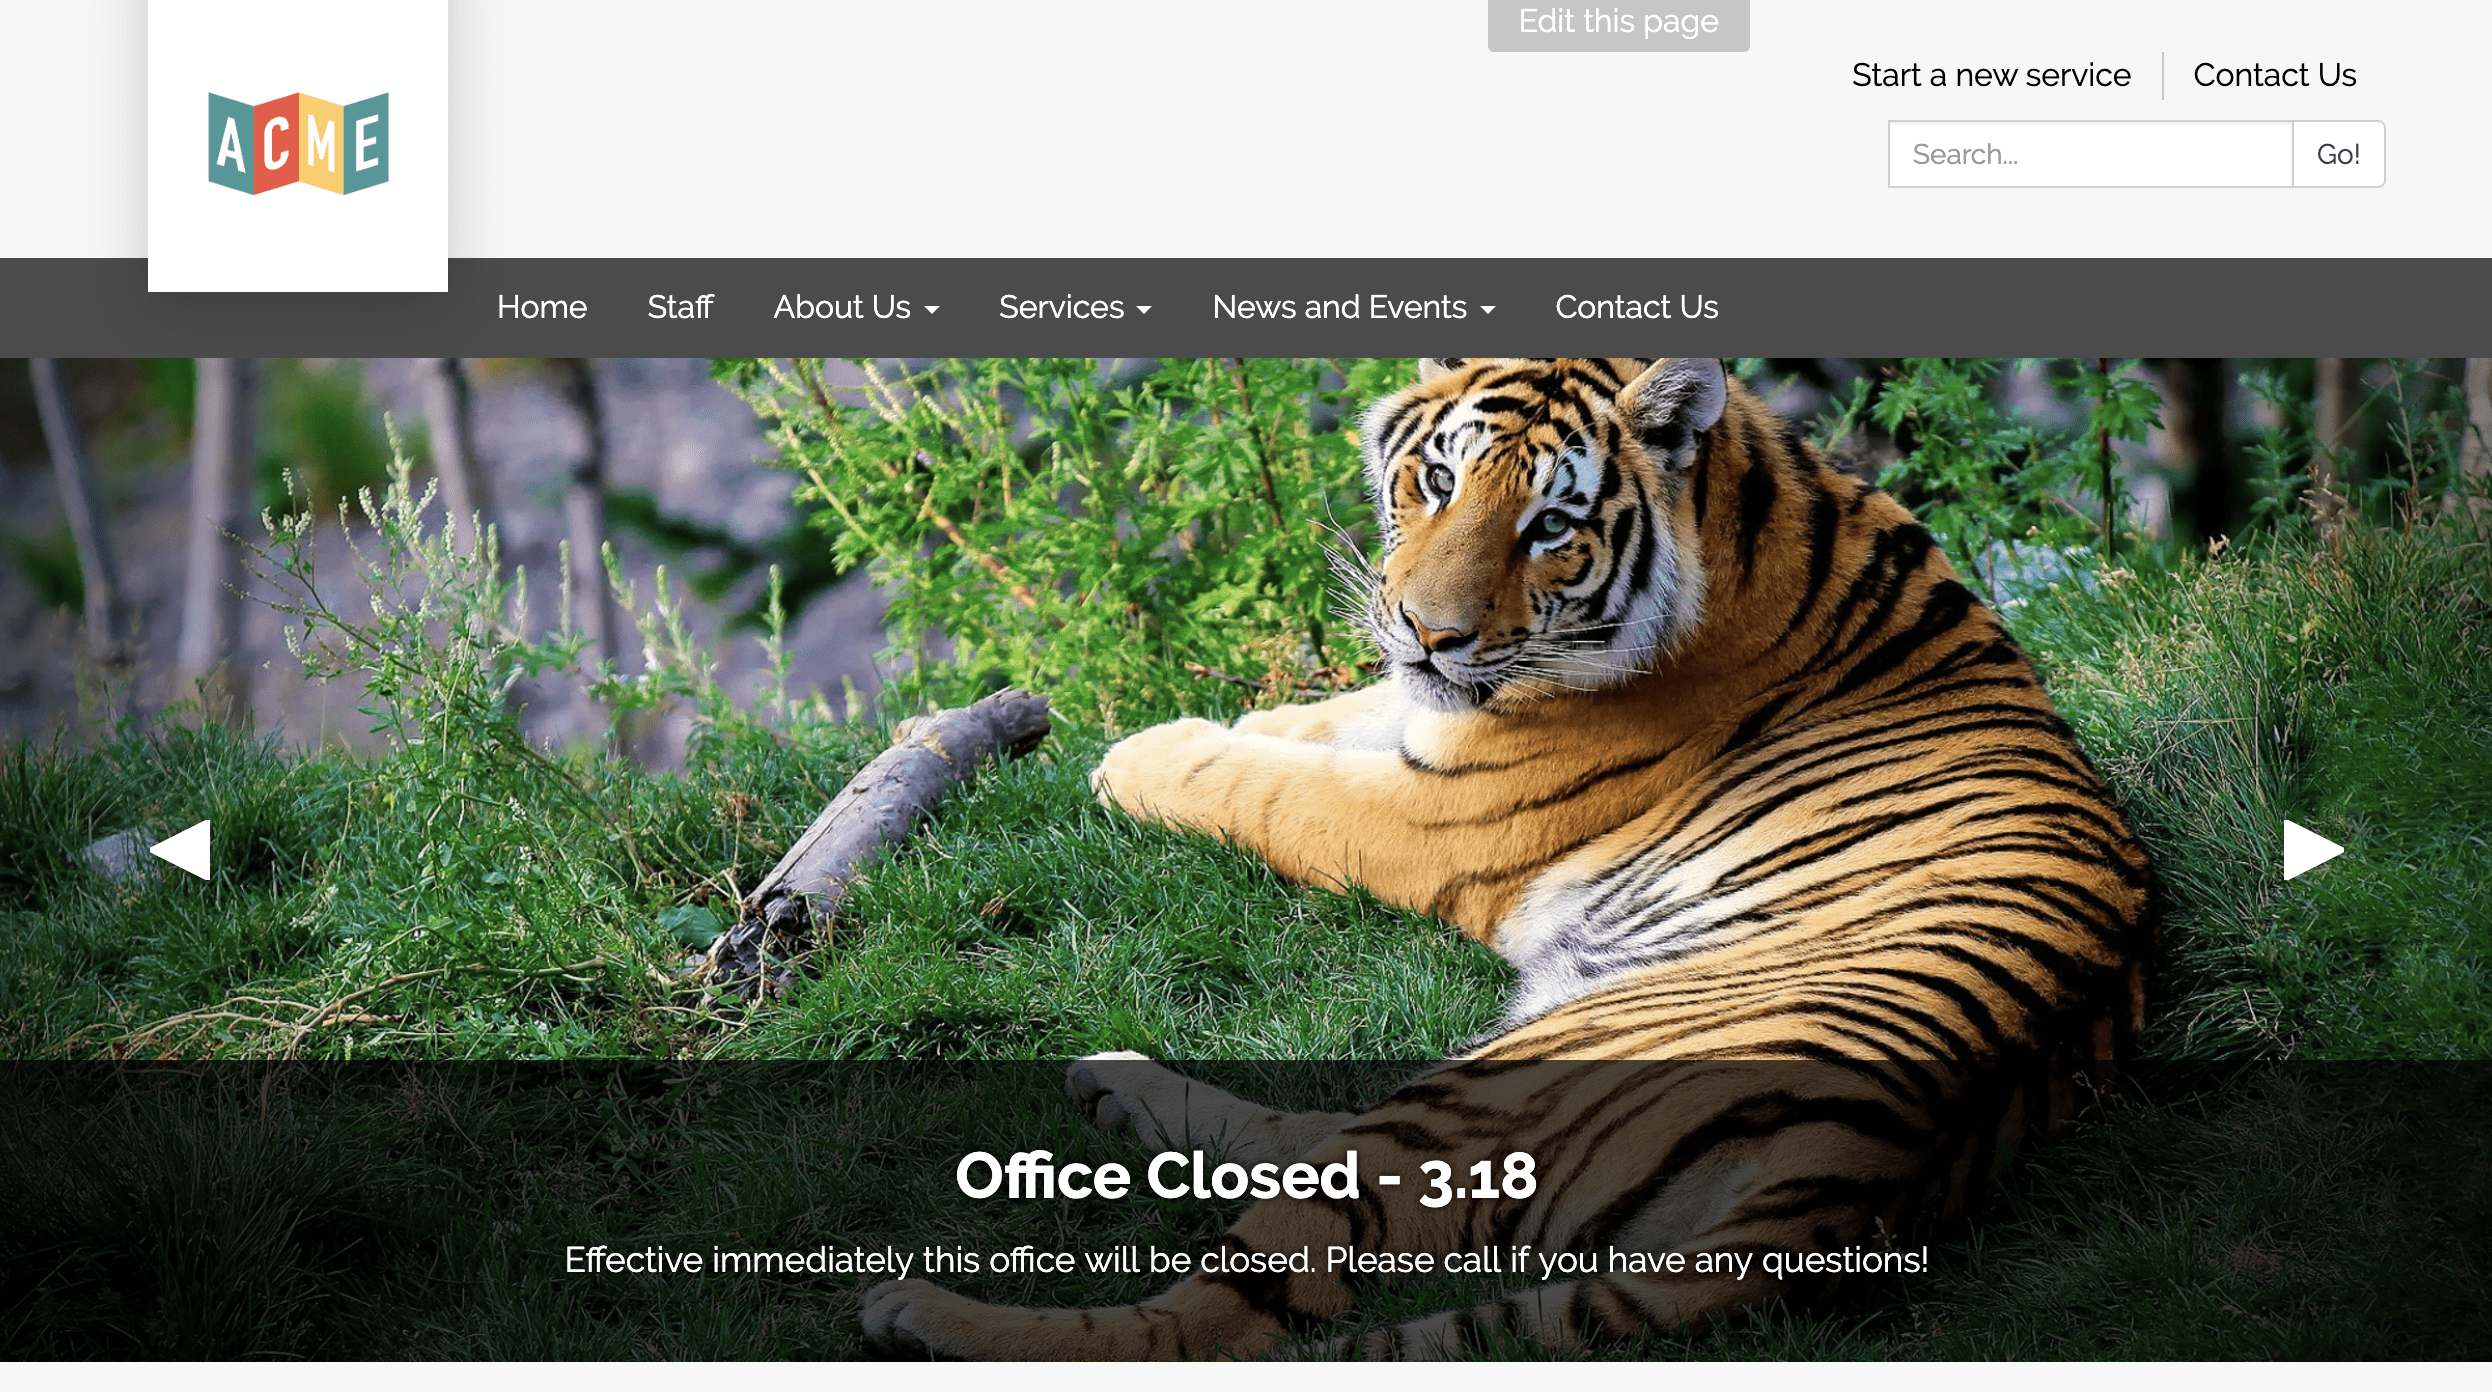 Edit this page
Start a new service
Contact Us
ACME
Search...
Go!
Home
Staff
About Us
Services
News and Events
Contact Us
Office Closed - 3.18
Effective immediately this office will be closed. Please call if you have any questions!